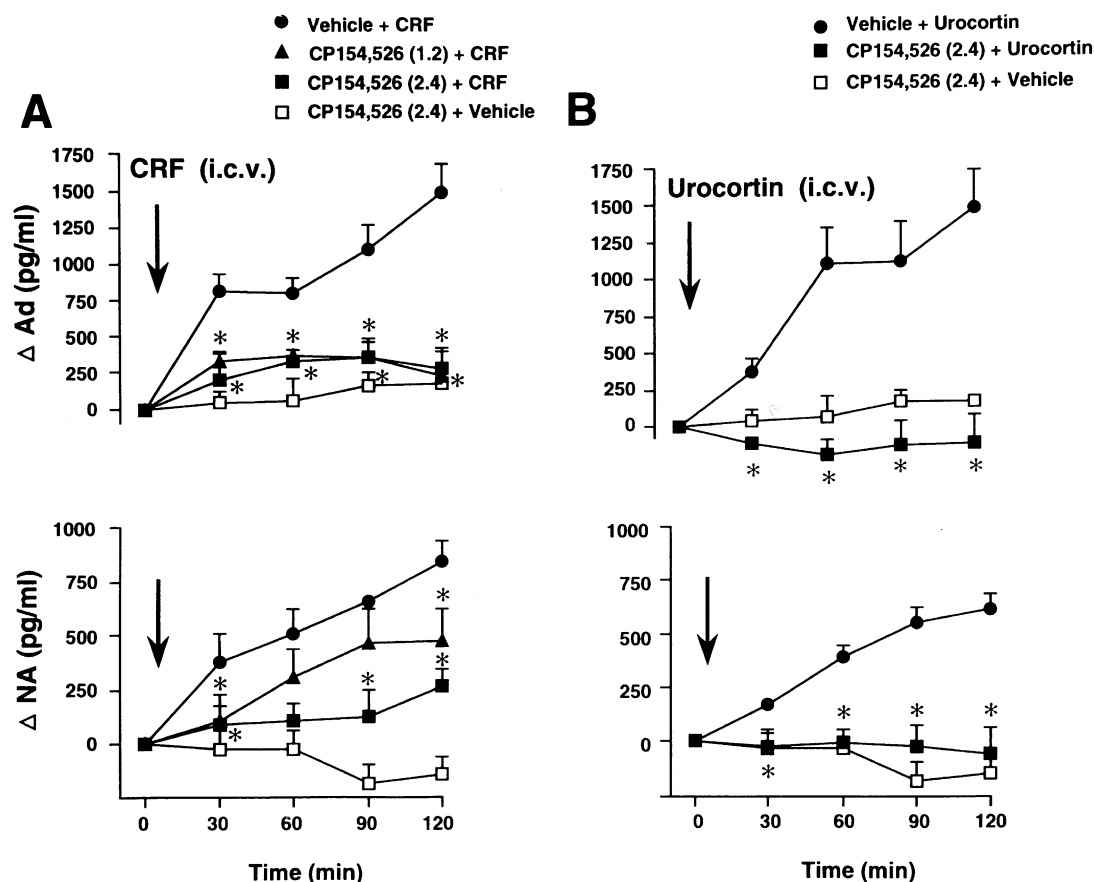 Vehicle + CRF
CP154,526 (1.2) + CRF
CP154,526 (2.4) + CRF
CP154,526 (2.4) + Vehicle
Vehicle + Urocortin
CP154,526 (2.4) + Urocortin
CP154,526 (2.4) + Vehicle
A
CRF (i.c.v.)
Δ Ad (pg/ml)
1750
1500
1250
1000
750
500
250
0
* * * *
* * * *
B
Urocortin (i.c.v.)
1750
1500
1250
1000
750
500
250
0
* * * *
Δ NA (pg/ml)
1000
750
500
250
0
*
* * *
*
0 30 60 90 120
Time (min)
1000
750
500
250
0
* * *
*
0 30 60 90 120
Time (min)